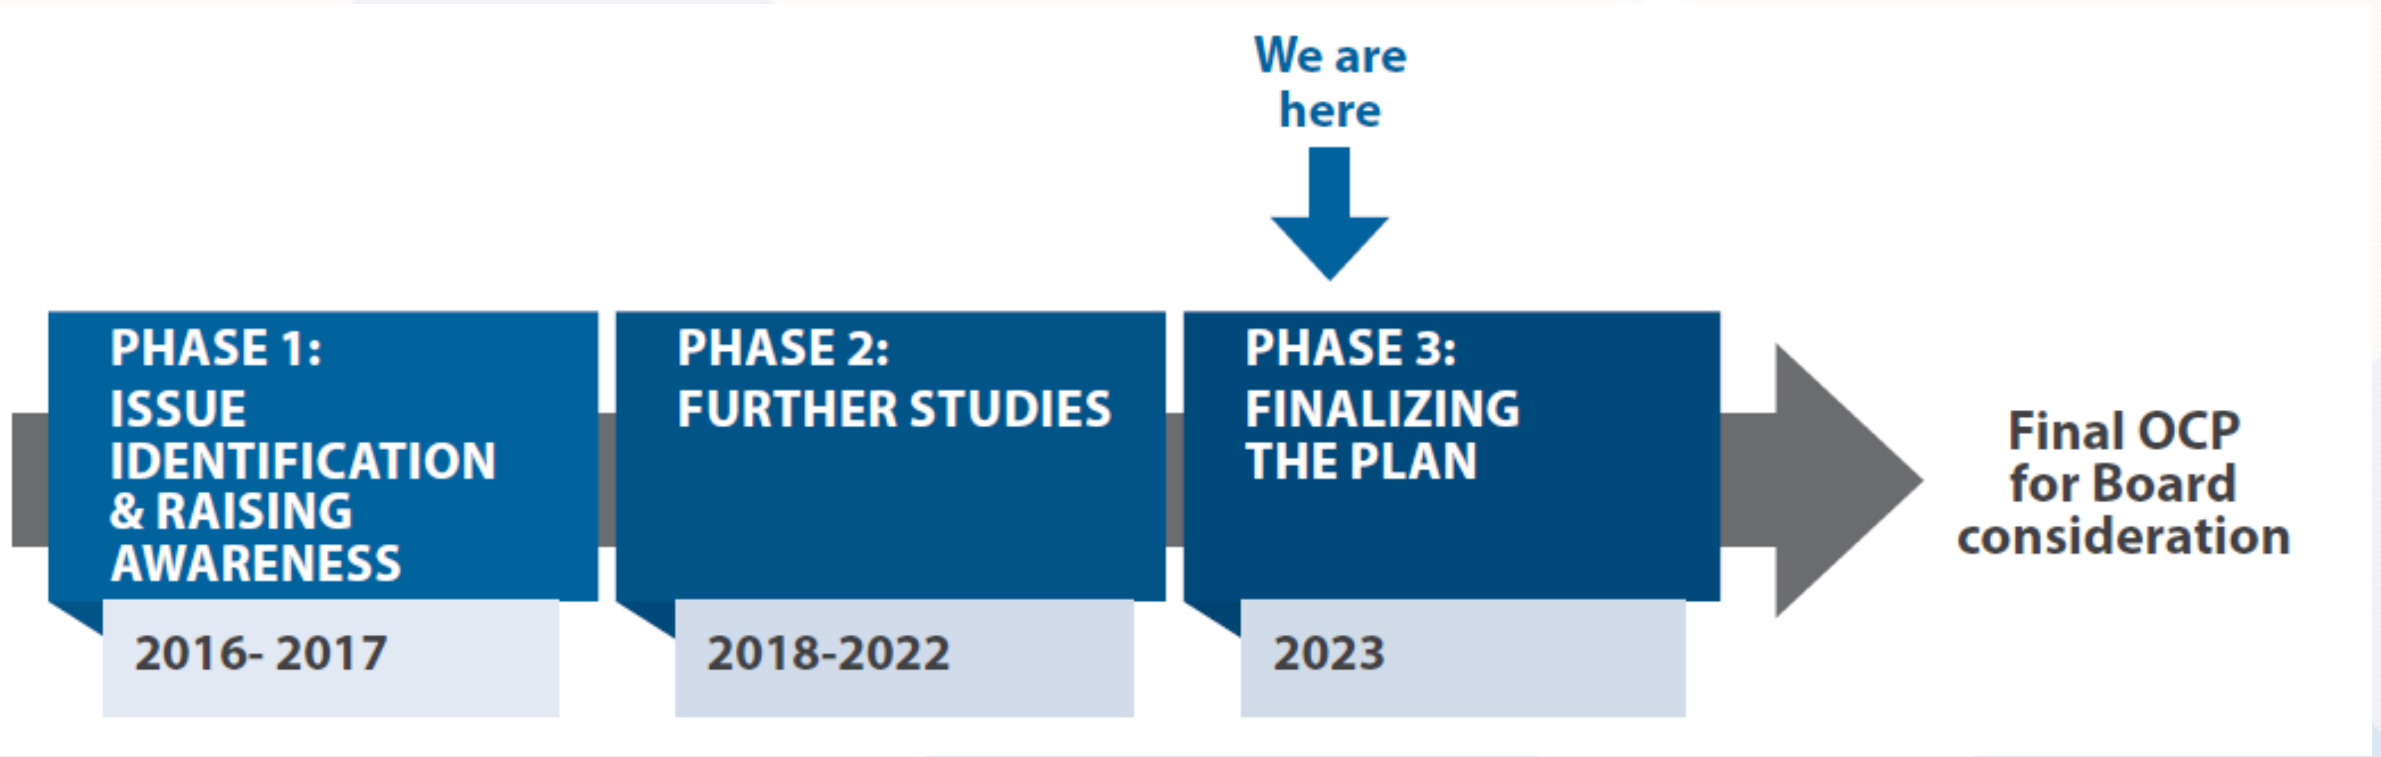 We are
here
PHASE 1:
ISSUE
IDENTIFICATION
& RAISING
AWARENESS
2016- 2017
PHASE 2:
FURTHER STUDIES
2018-2022
PHASE 3:
FINALIZING
THE PLAN
2023
Final OCP
for Board
consideration